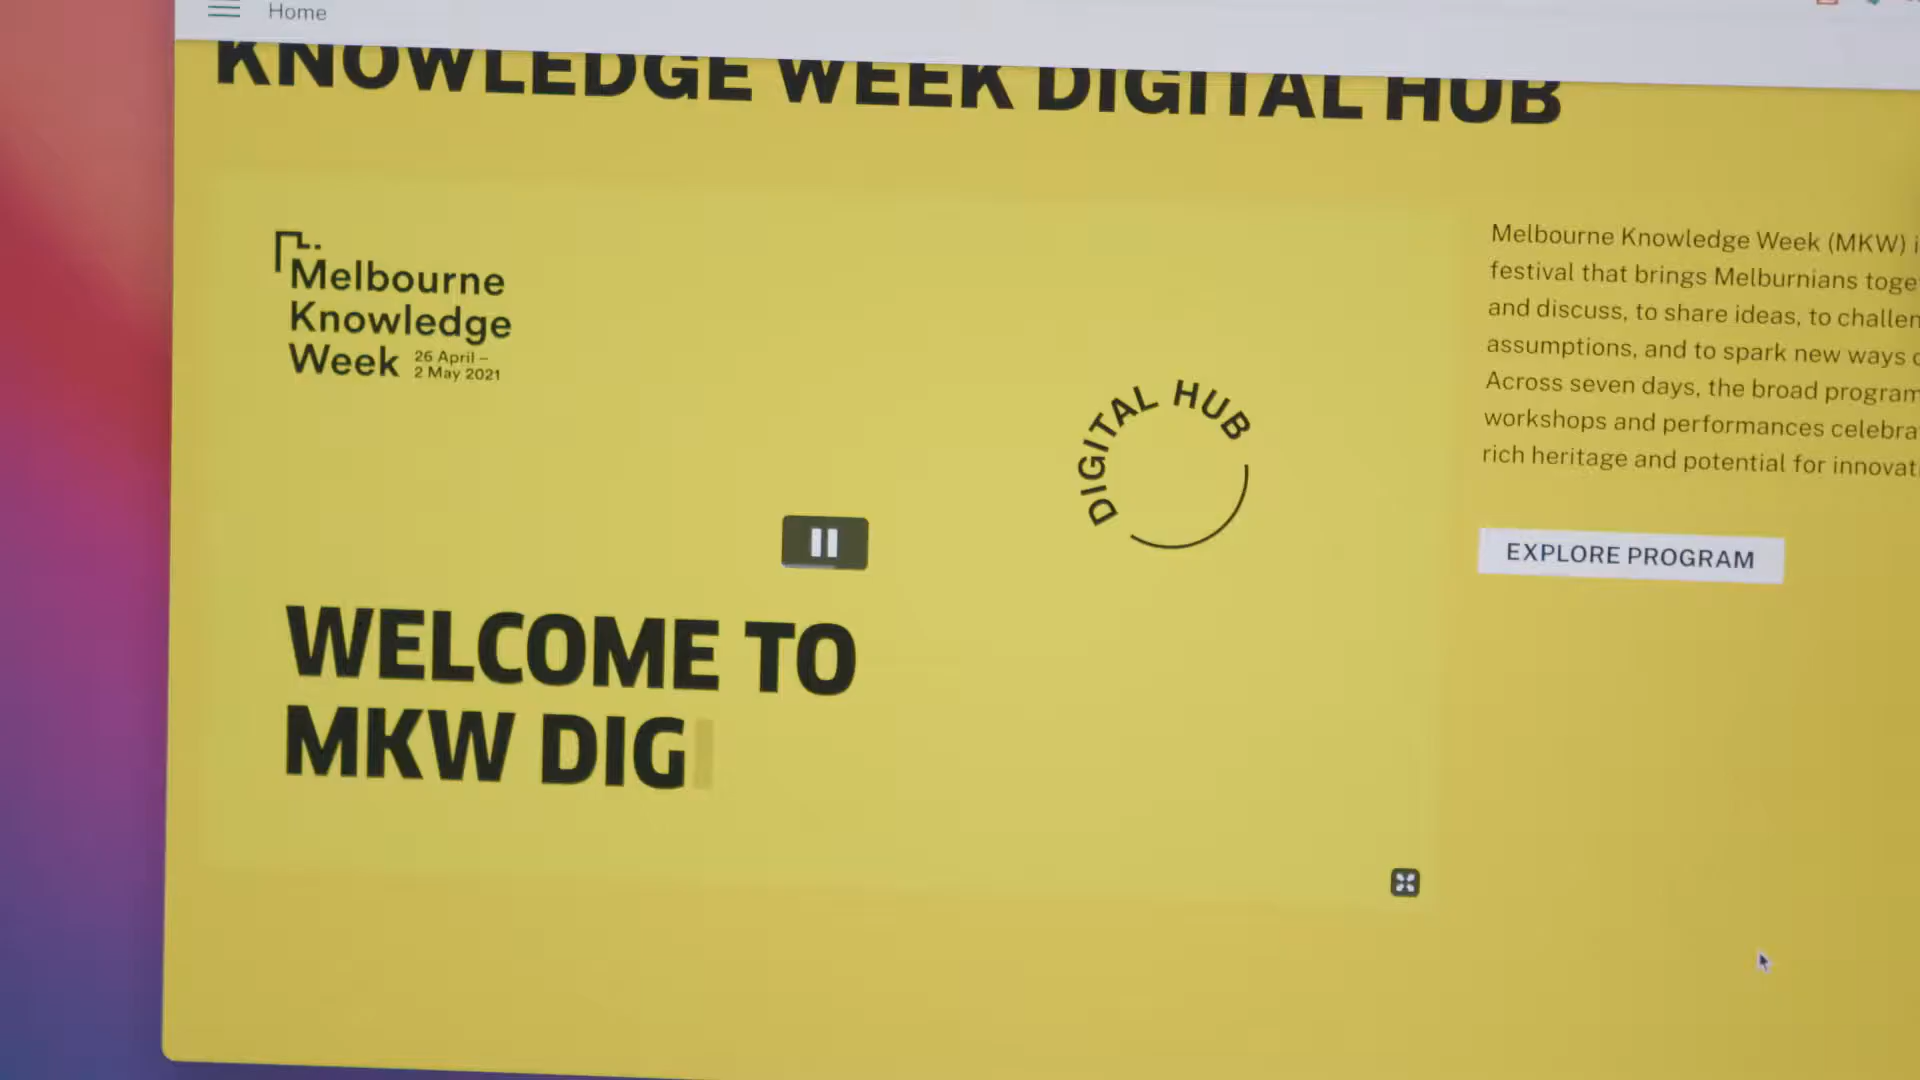 Home
KNOWLEDGE WEEK DIGITAL HUB
Melbourne
Knowledge
Week 26 April –
2 May 2021
DIGITAL HUB
WELCOME TO
MKW DIG
Melbourne Knowledge Week (MKW) i
festival that brings Melburnians toge
and discuss, to share ideas, to challen
assumptions, and to spark new ways
Across seven days, the broad program
workshops and performances celebra
rich heritage and potential for innovat
EXPLORE PROGRAM